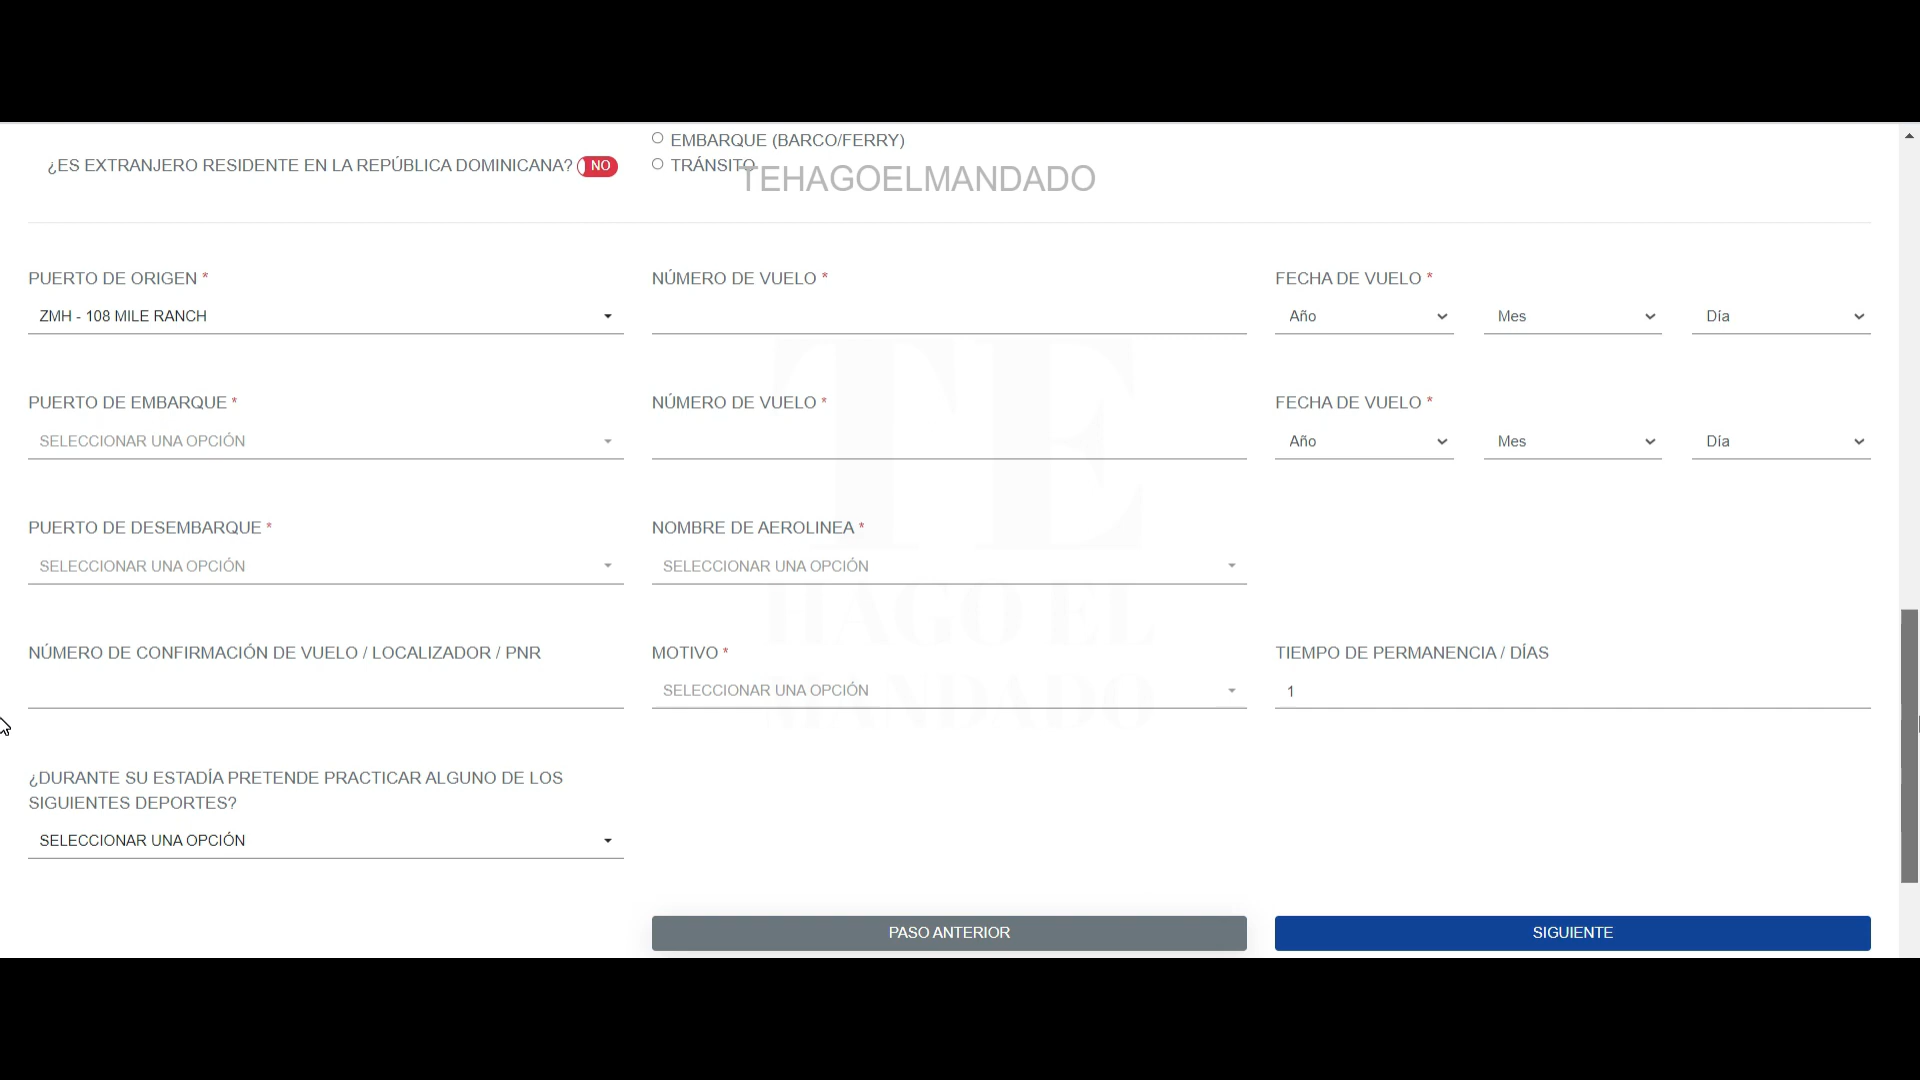 EMBARQUE (BARCO/FERRY)
¿ES EXTRANJERO RESIDENTE EN LA REPÚBLICA DOMINICANA? NO
TRÁNSITO
TEHAGOELMANDADO
PUERTO DE ORIGEN * NÚMERO DE VUELO * FECHA DE VUELO *
ZMH - 108 MILE RANCH Año Mes Día
PUERTO DE EMBARQUE * NÚMERO DE VUELO * FECHA DE VUELO *
SELECCIONAR UNA OPCIÓN Año Mes Día
PUERTO DE DESEMBARQUE * NOMBRE DE AEROLINEA *
SELECCIONAR UNA OPCIÓN SELECCIONAR UNA OPCIÓN
NÚMERO DE CONFIRMACIÓN DE VUELO / LOCALIZADOR / PNR MOTIVO * TIEMPO DE PERMANENCIA / DÍAS
SELECCIONAR UNA OPCIÓN 1
¿DURANTE SU ESTADÍA PRETENDE PRACTICAR ALGUNO DE LOS
SIGUIENTES DEPORTES?
SELECCIONAR UNA OPCIÓN
PASO ANTERIOR SIGUIENTE
TE
HAGO EL
MANDADO